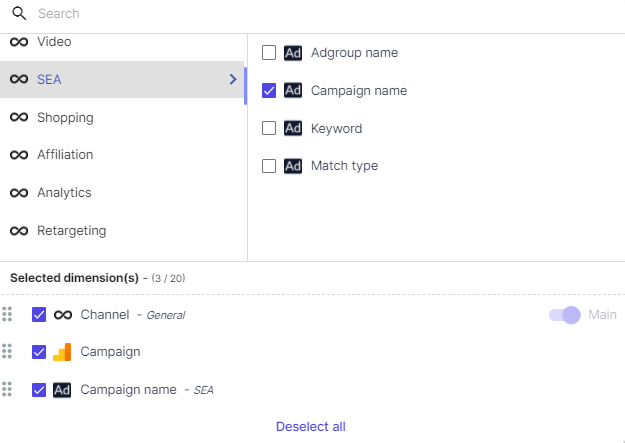 Search
Video
SEA
Shopping
Affiliation
Analytics
Retargeting
Ad Adgroup name
Ad Campaign name
Ad Keyword
Ad Match type
Selected dimension(s) - (3 / 20)
Channel - General
Main
Campaign
Ad Campaign name - SEA
Deselect all